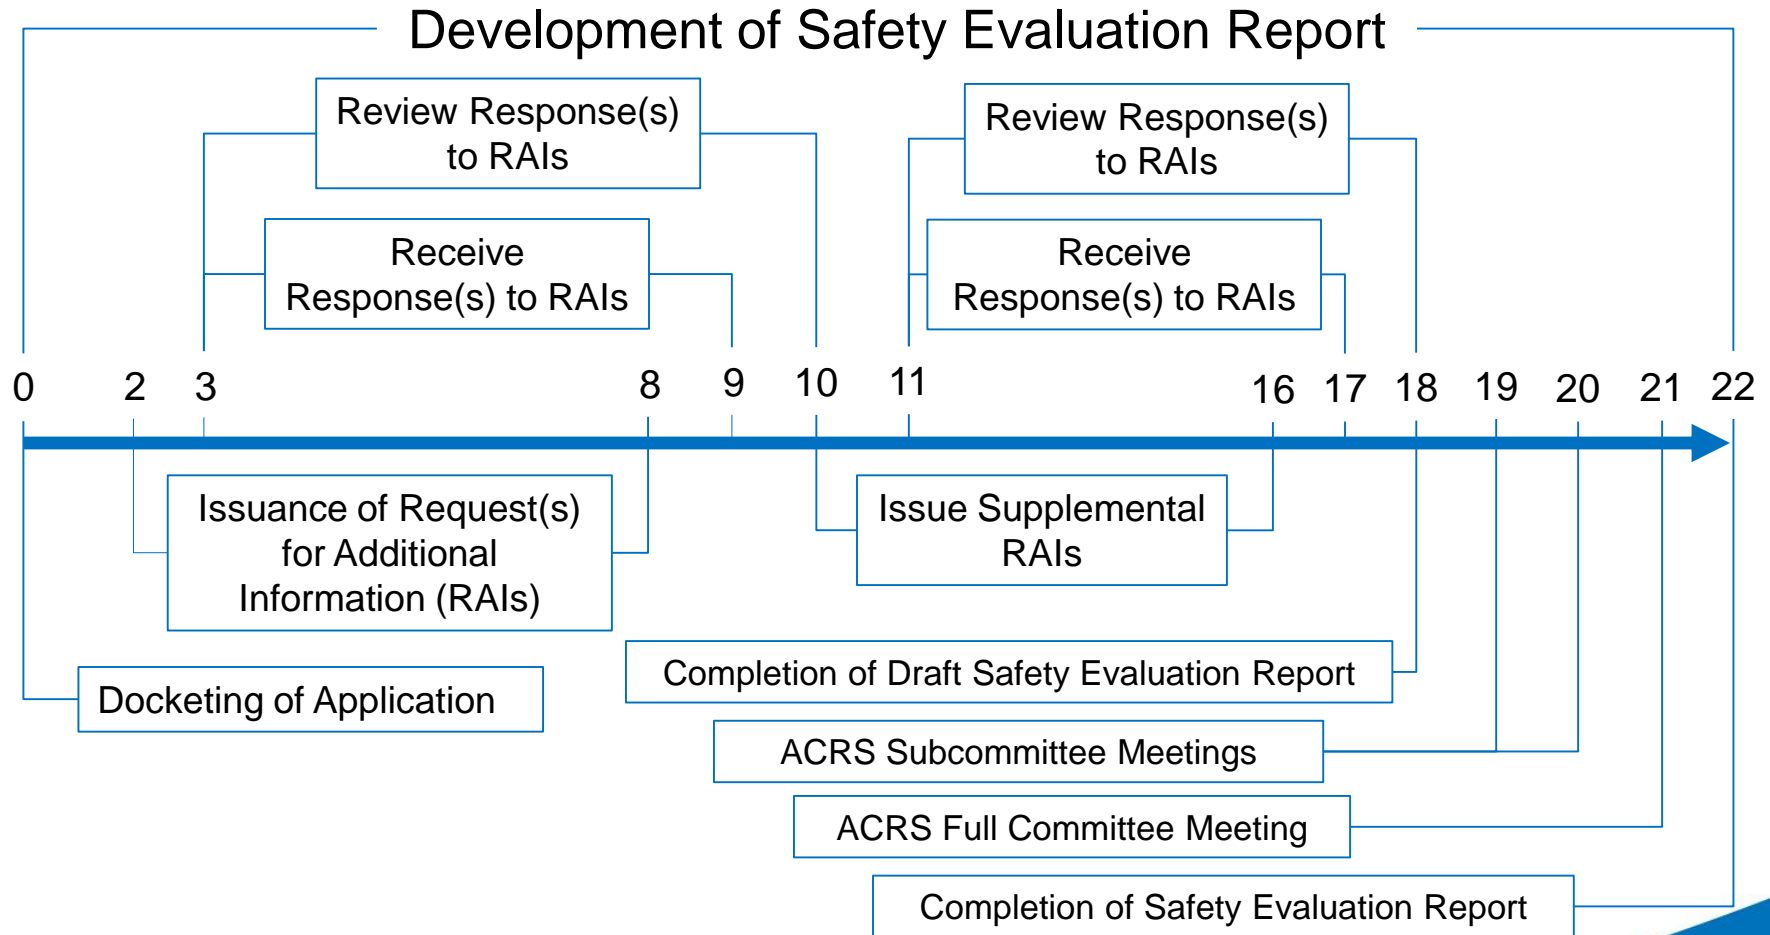 Development of Safety Evaluation Report
Review Response(s)
to RAIs
Review Response(s)
to RAIs
Receive
Response(s) to RAIs
Receive
Response(s) to RAIs
0 2 3 8 9 10 11 16 17 18 19 20 21 22
Issuance of Request(s)
for Additional
Information (RAIs)
Issue Supplemental
RAIs
Completion of Draft Safety Evaluation Report
Docketing of Application
ACRS Subcommittee Meetings
ACRS Full Committee Meeting
Completion of Safety Evaluation Report